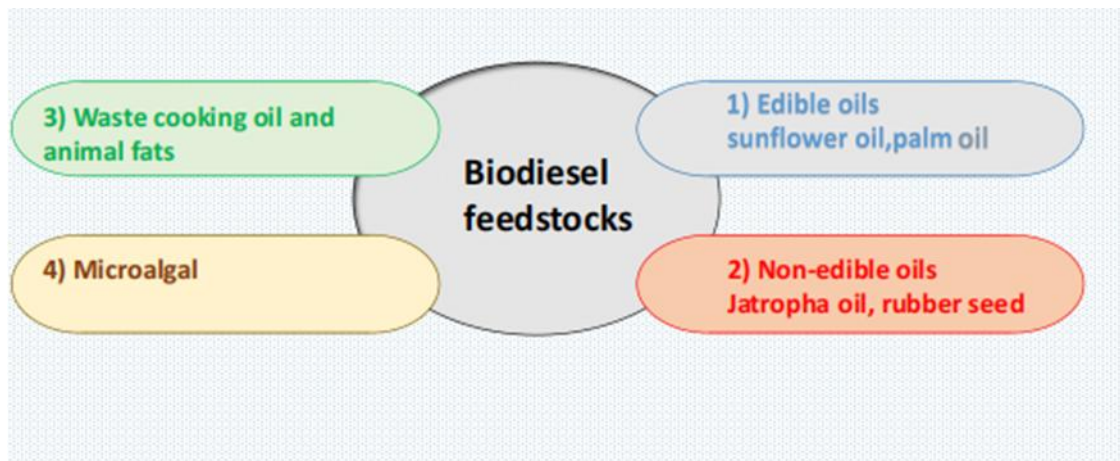 Biodiesel
feedstocks
1) Edible oils
sunflower oil,palm oil
2) Non-edible oils
Jatropha oil, rubber seed
3) Waste cooking oil and
animal fats
4) Microalgal